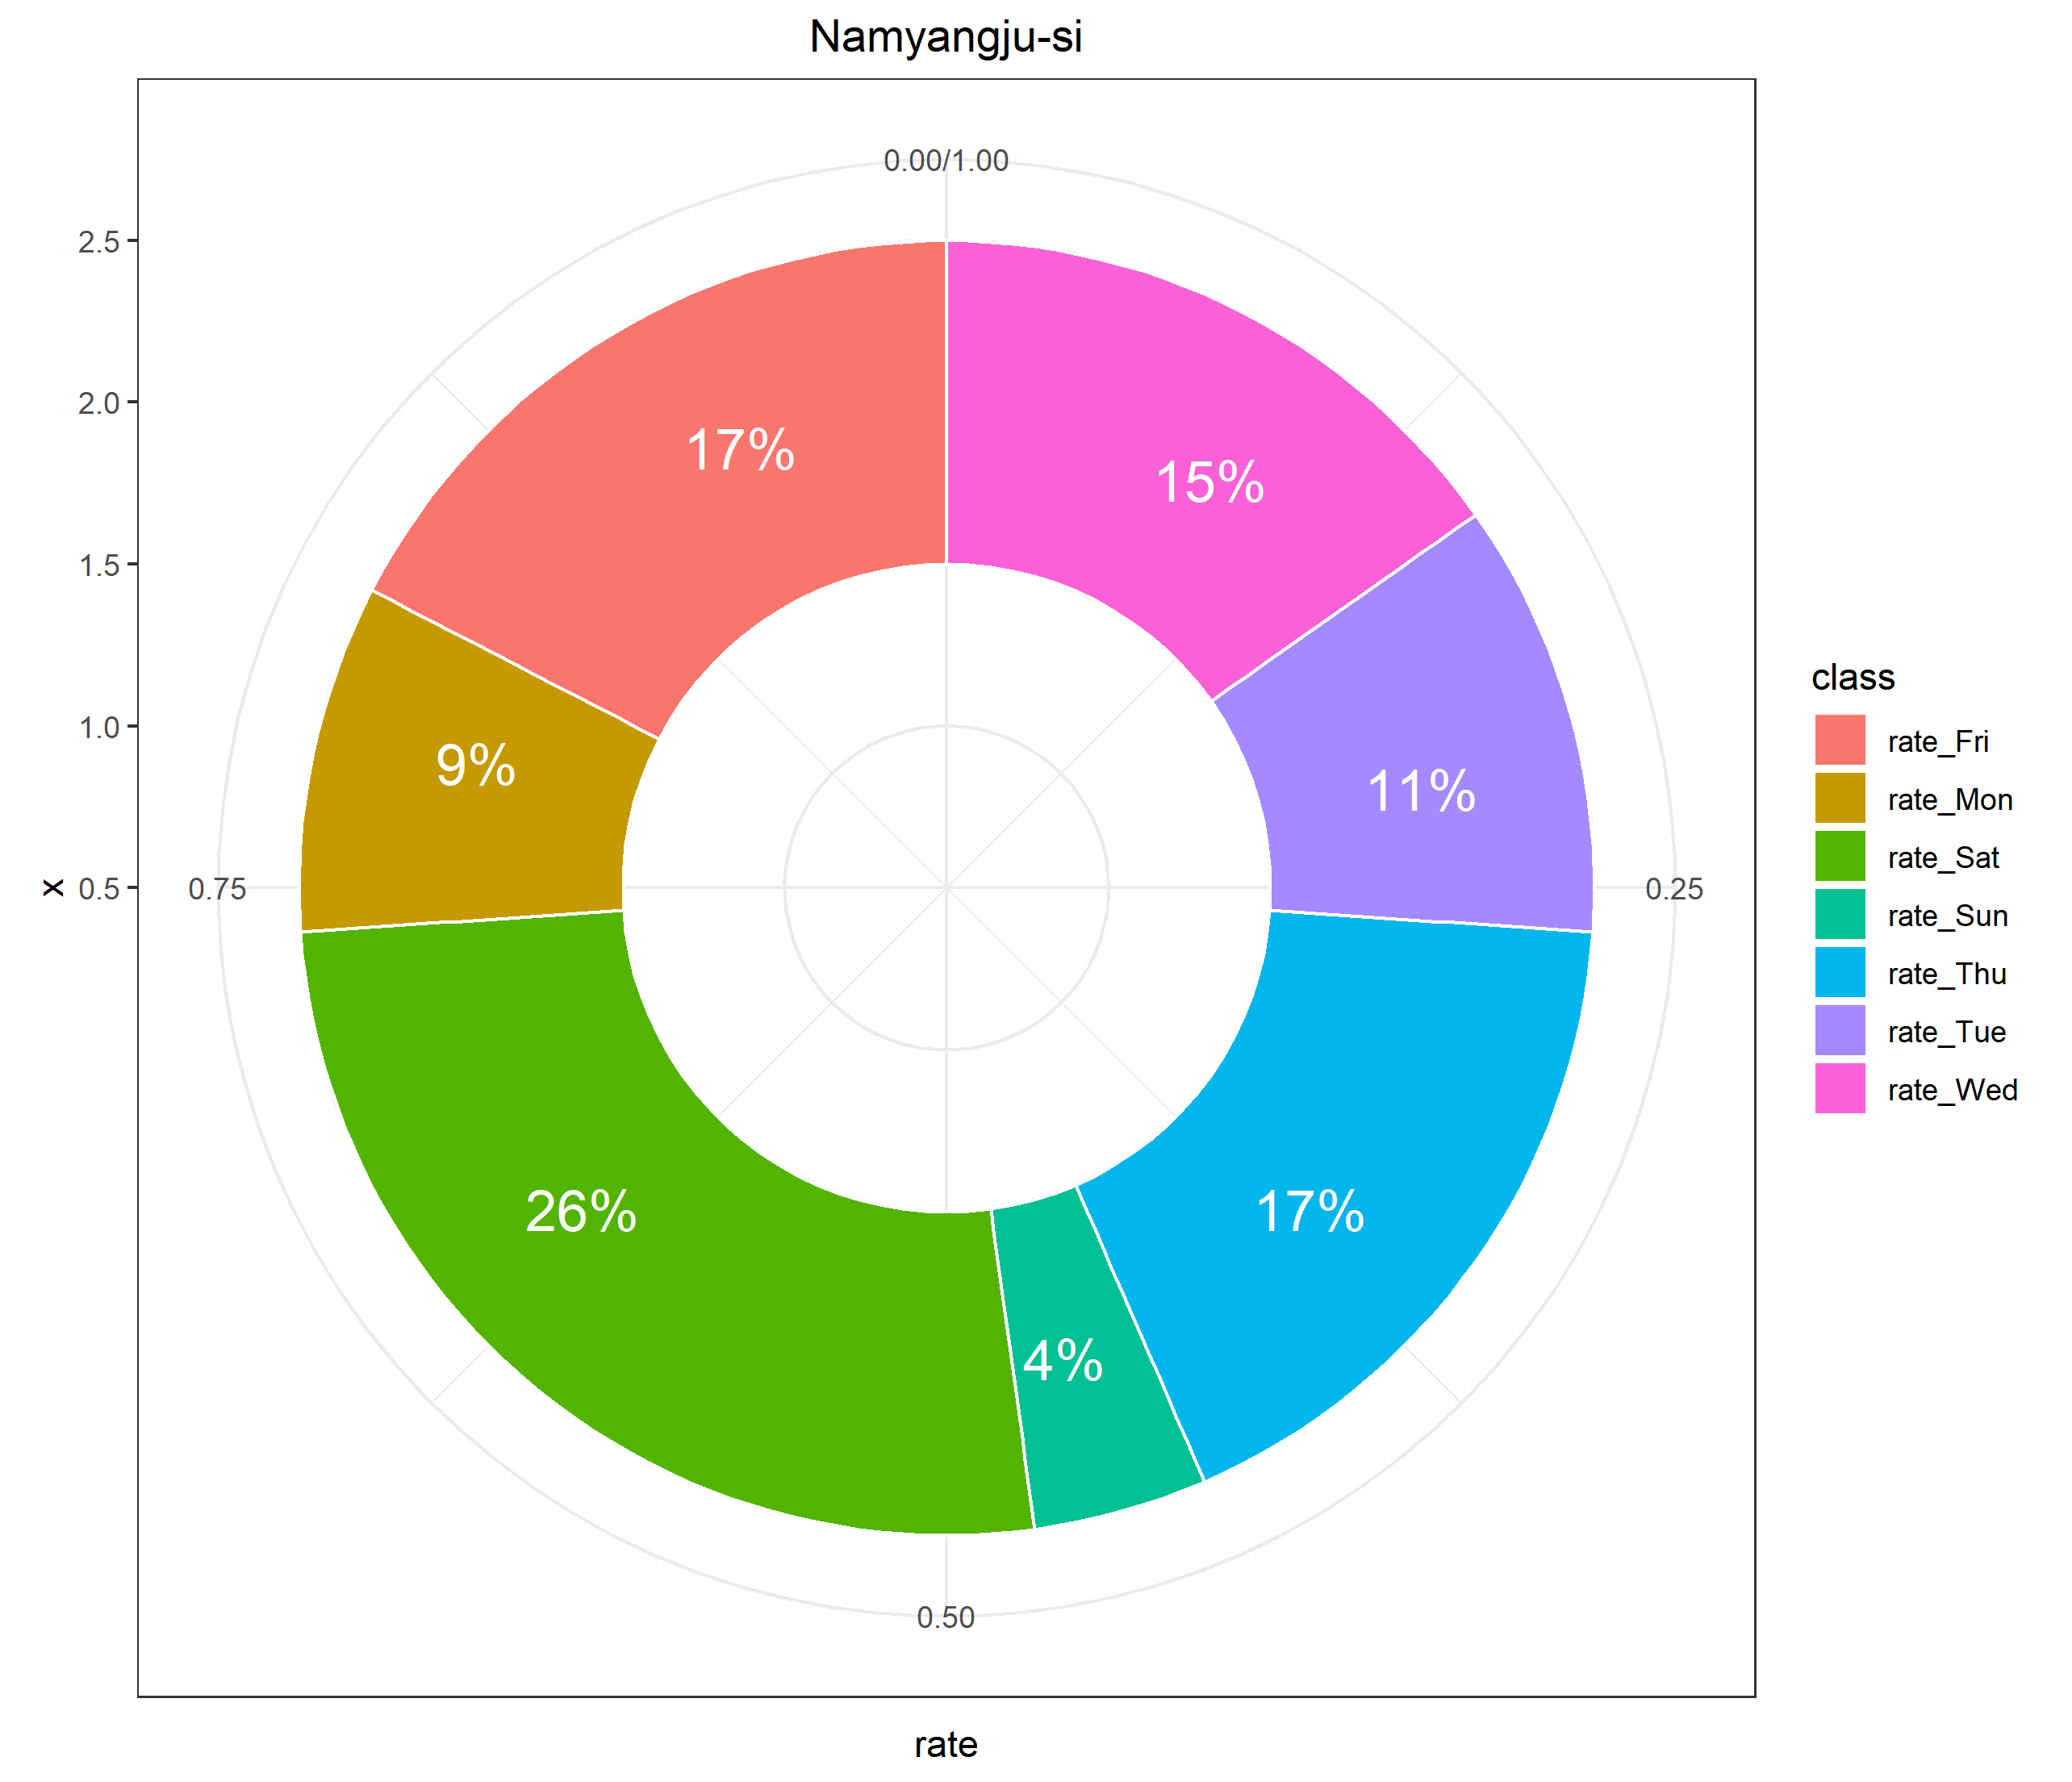 Namyangju-si
0.00/1.00
2.5
2.0
1.5
1.0
0.5
x
0.75
0.25
0.50
17%
15%
9%
11%
26%
17%
4%
rate
class
rate_Fri
rate_Mon
rate_Sat
rate_Sun
rate_Thu
rate_Tue
rate_Wed